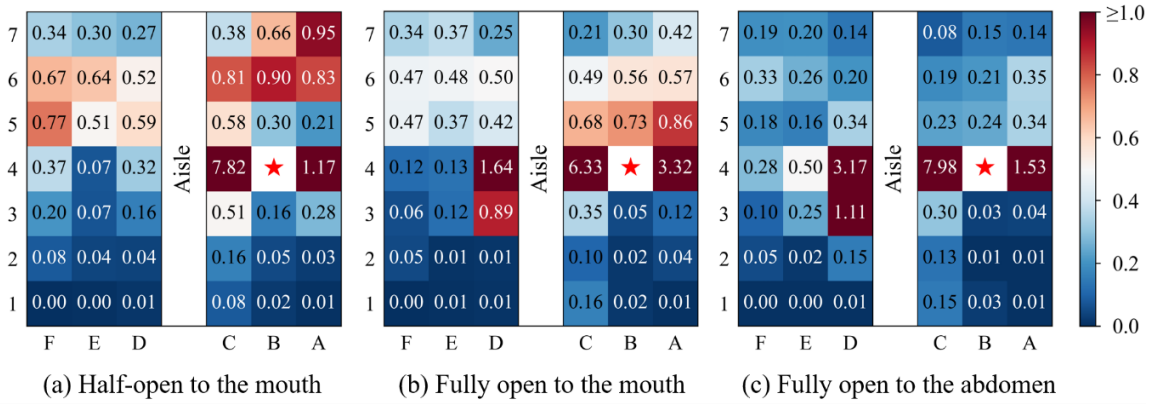 7 0.34 0.30 0.27 0.38 0.66 0.95
6 0.67 0.64 0.52 0.81 0.90 0.83
5 0.77 0.51 0.59 0.58 0.30 0.21
4 0.37 0.07 0.32 7.82 1.17
3 0.20 0.07 0.16 0.51 0.16 0.28
2 0.08 0.04 0.04 0.16 0.05 0.03
1 0.00 0.00 0.01 0.08 0.02 0.01
Aisle
F E D C B A
(a) Half-open to the mouth
7 0.34 0.37 0.25 0.21 0.30 0.42
6 0.47 0.48 0.50 0.49 0.56 0.57
5 0.47 0.37 0.42 0.68 0.73 0.86
4 0.12 0.13 1.64 6.33 3.32
3 0.06 0.12 0.89 0.35 0.05 0.12
2 0.05 0.01 0.01 0.10 0.02 0.04
1 0.00 0.01 0.01 0.16 0.02 0.01
Aisle
F E D C B A
(b) Fully open to the mouth
7 0.19 0.20 0.14 0.08 0.15 0.14
6 0.33 0.26 0.20 0.19 0.21 0.35
5 0.18 0.16 0.34 0.23 0.24 0.34
4 0.28 0.50 3.17 7.98 1.53
3 0.10 0.25 1.11 0.30 0.03 0.04
2 0.05 0.02 0.15 0.13 0.01 0.01
1 0.00 0.00 0.01 0.15 0.03 0.01
Aisle
F E D C B A
(c) Fully open to the abdomen
≥1.0
0.8
0.6
0.4
0.2
0.0